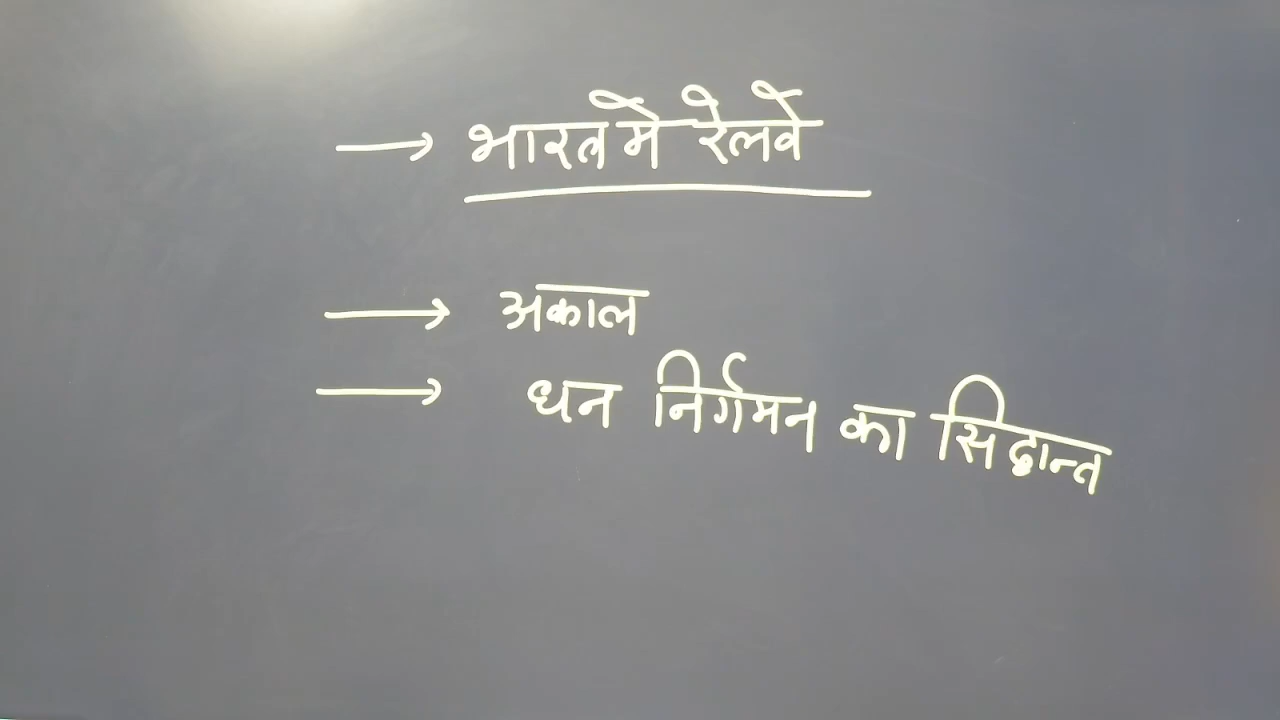 → भारत मे रेलवे
→ अकाल
→ धन निर्गमन का सिद्धान्त